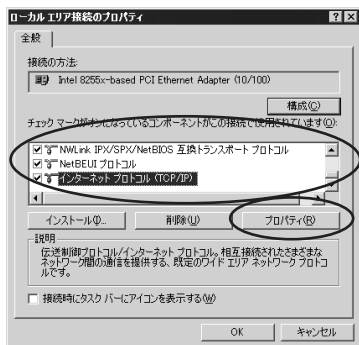 ローカル エリア接続のプロパティ
全般
接続の方法:
Intel 8255x-based PCI Ethernet Adapter (10/100)
構成(C)
チェック マークがオンになっているコンポーネントがこの接続で使用されています(O):
NWLink IPX/SPX/NetBIOS 互換トランスポート プロトコル
NetBEUI プロトコル
インターネット プロトコル (TCP/IP)
インストール(I)...
削除(U)
プロパティ(R)
説明
伝送制御プロトコル/インターネット プロトコル。相互接続されたさまざまな
ネットワーク間の通信を提供する、既定のワイド エリア ネットワーク プロトコ
ルです。
接続時にタスク バーにアイコンを表示する(W)
OK
キャンセル